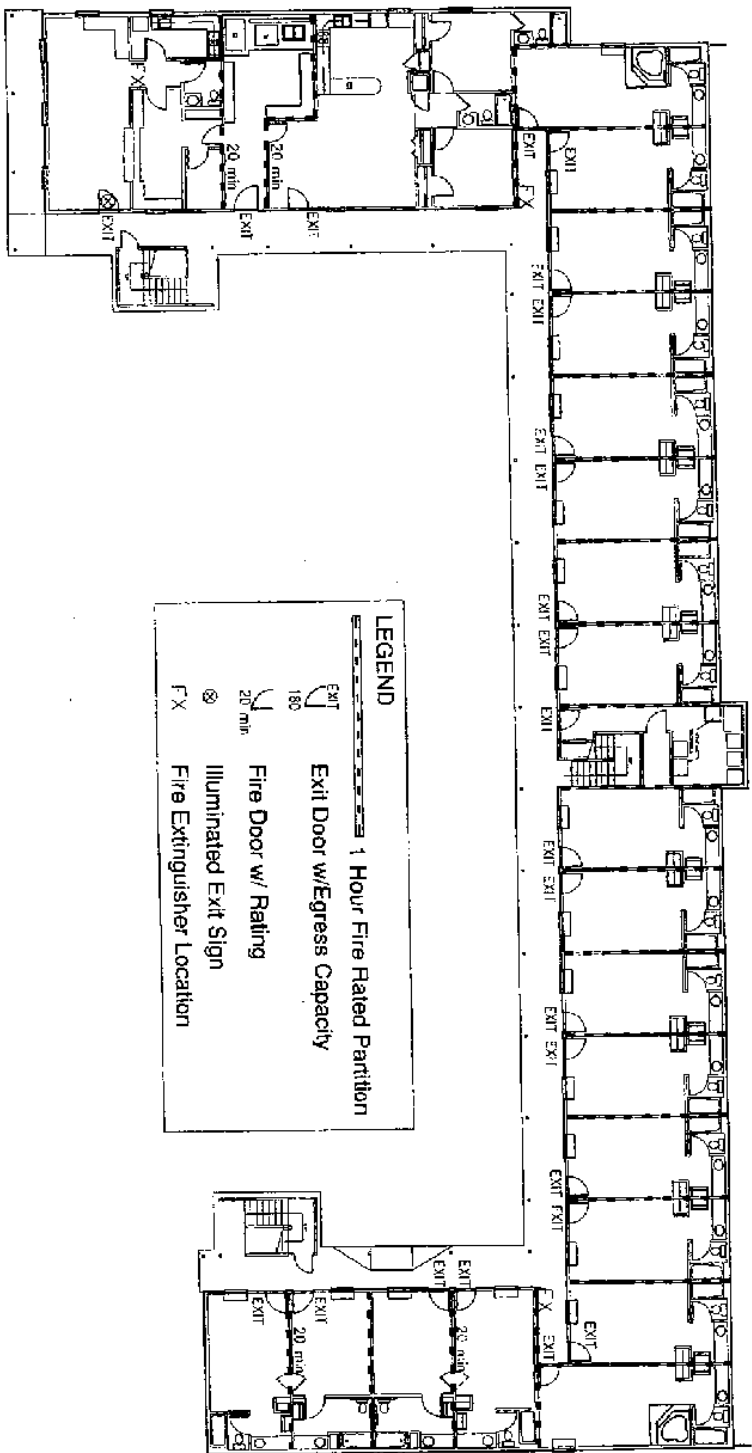 FX
20 min
20 min
EXIT
EXIT
EXIT
EXIT
FX
EXIT
EXIT EXIT
EXIT EXIT
EXIT EXIT
EXIT
EXIT EXIT
EXIT EXIT
EXIT EXIT
EXIT
EXIT
FX
EXIT EXIT
20 min
EXIT EXIT
20 min
LEGEND
1 Hour Fire Rated Partition
EXIT
180
Exit Door w/Egress Capacity
20 min
Fire Door w/ Rating
Illuminated Exit Sign
FX Fire Extinguisher Location